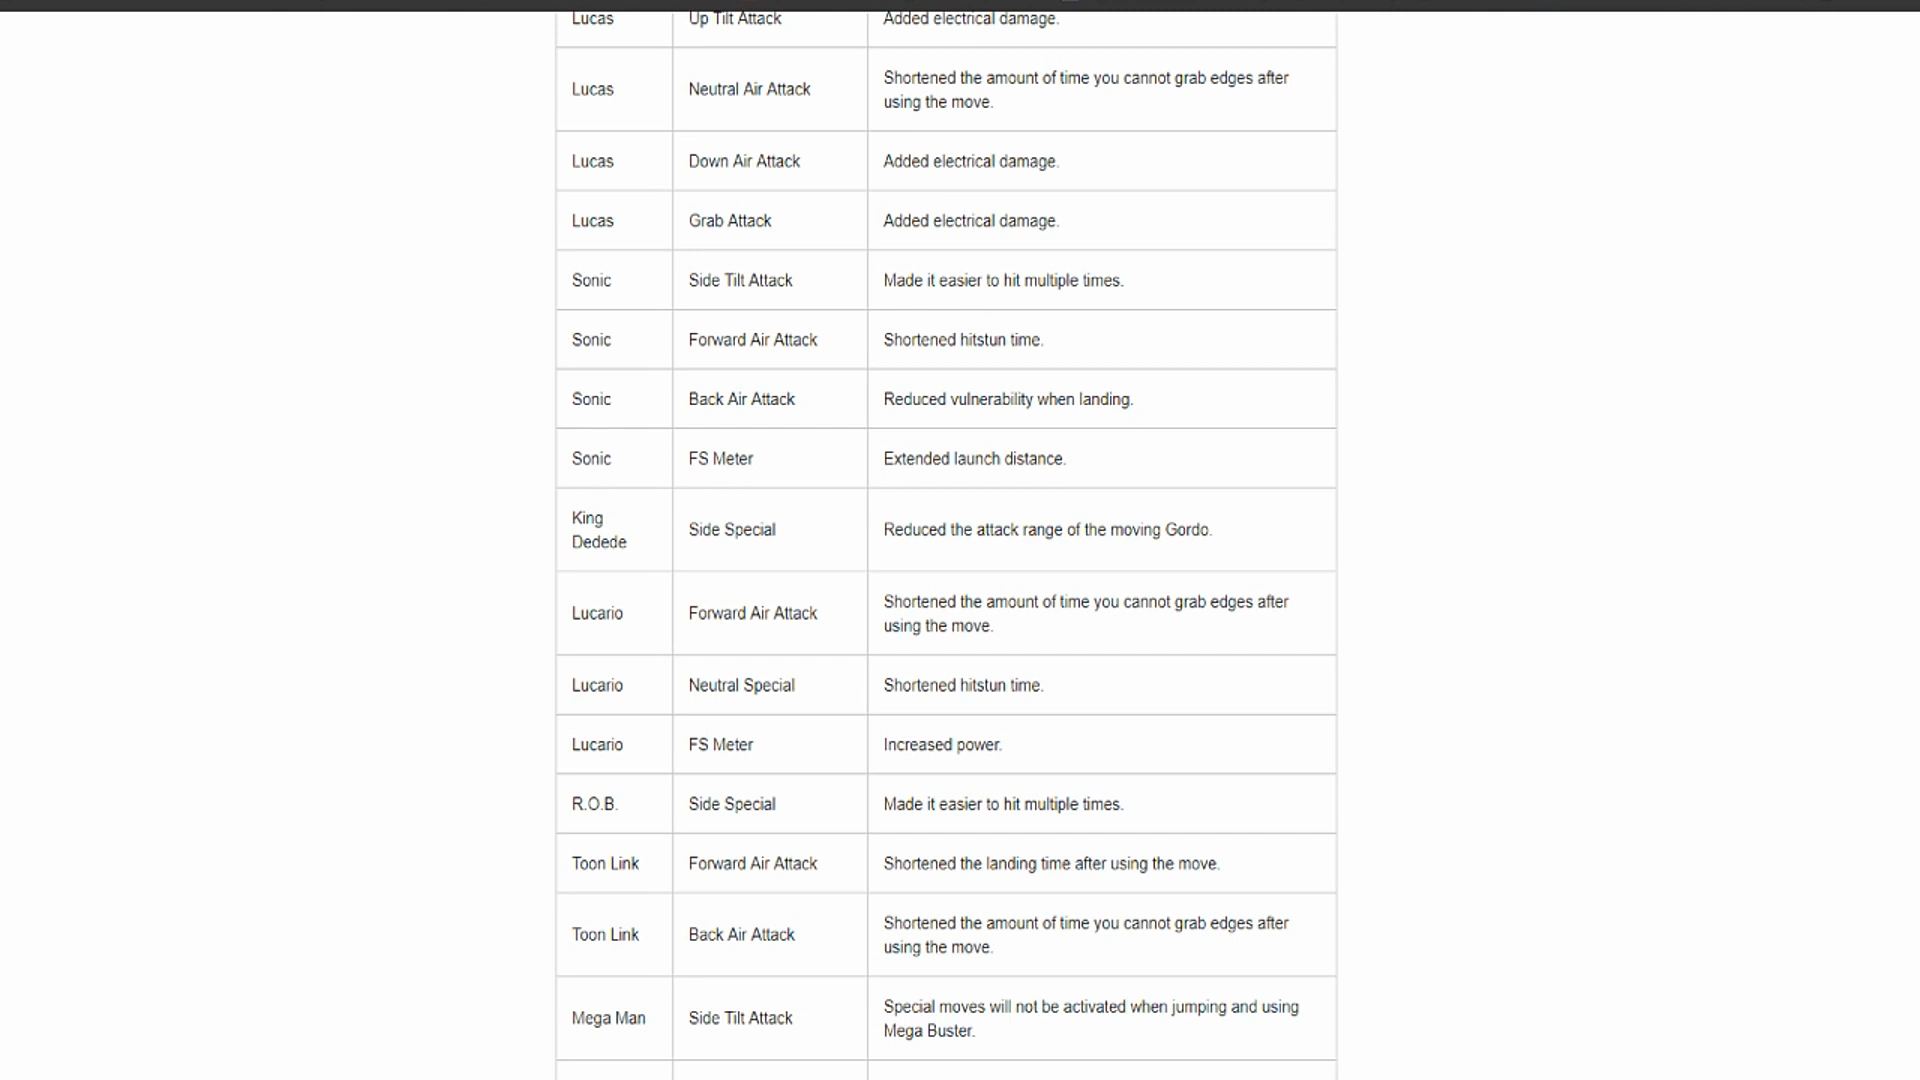 Lucas Up Tilt Attack Added electrical damage.
Lucas Neutral Air Attack Shortened the amount of time you cannot grab edges after
using the move.
Lucas Down Air Attack Added electrical damage.
Lucas Grab Attack Added electrical damage.
Sonic Side Tilt Attack Made it easier to hit multiple times.
Sonic Forward Air Attack Shortened hitstun time.
Sonic Back Air Attack Reduced vulnerability when landing.
Sonic FS Meter Extended launch distance.
King
Dedede Side Special Reduced the attack range of the moving Gordo.
Lucario Forward Air Attack Shortened the amount of time you cannot grab edges after
using the move.
Lucario Neutral Special Shortened hitstun time.
Lucario FS Meter Increased power.
R.O.B. Side Special Made it easier to hit multiple times.
Toon Link Forward Air Attack Shortened the landing time after using the move.
Toon Link Back Air Attack Shortened the amount of time you cannot grab edges after
using the move.
Mega Man Side Tilt Attack Special moves will not be activated when jumping and using
Mega Buster.